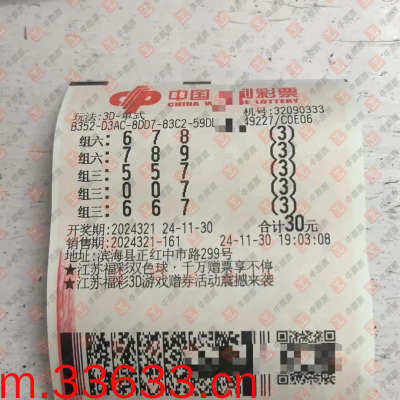 中国 利彩票
CHINA W LOTTERY
玩法:3D-单式
机号:32090333
B352-D3AC-8DD7-83C2-59D 49227/C0E06
组六: 6 7 8 (3)
组六: 7 8 9 (3)
组三: 5 5 7 (3)
组三: 0 0 7 (3)
组三: 6 6 7 (3)
开奖期:2024321 24-11-30 合计30元
销售期:2024321-161 24-11-30 19:03:08
地址:滨海县正红中市路299号
★江苏福彩双色球·千万赠票享不停
★江苏福彩3D游戏赠券活动震撼来袭
m.33633.cn